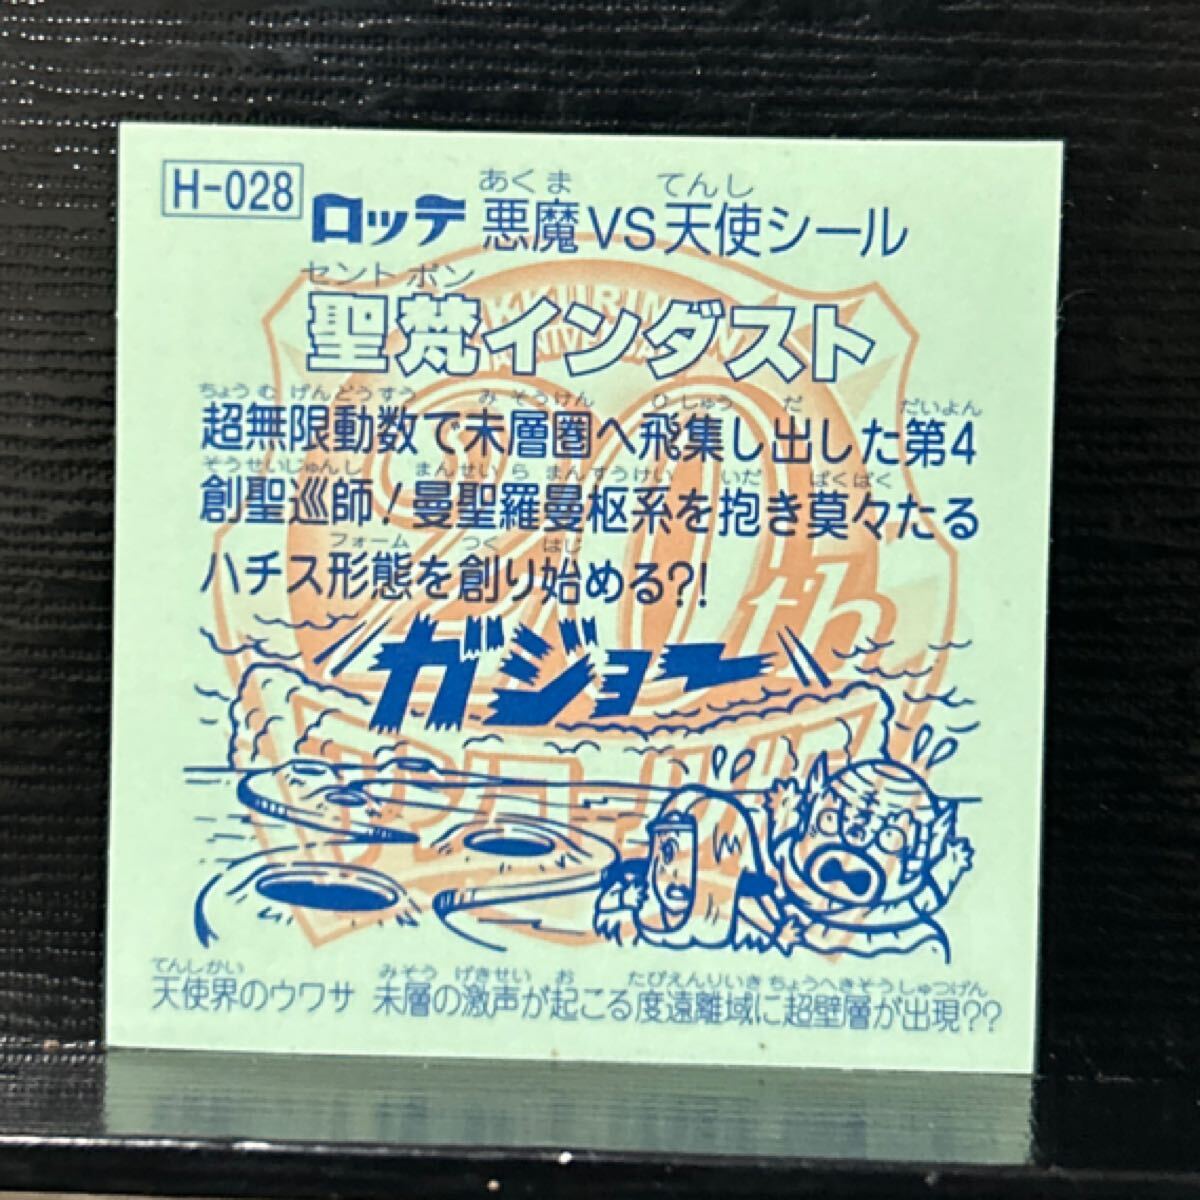 H-028
ロッテ 悪魔VS天使シール
あくま てんし
セント ボン
聖梵インダスト
ちょう む げんどうすう み そうけん ひ しゅう だ だいよん
超無限動数で未層圏へ飛集し出した第4
そうせいじゅんし まんせい ら まんすうけい いだ ばくばく
創聖巡師!曼聖羅曼枢系を抱き莫々たる
フォーム つく はじ
ハチス形態を創り始める?!
20th
ANNIVERSARY
ガジョー
てんしかい みそう げきせい お たびえんりいき ちょうへきそう しゅつげん
天使界のウワサ 未層の激声が起こる度遠離域に超壁層が出現??